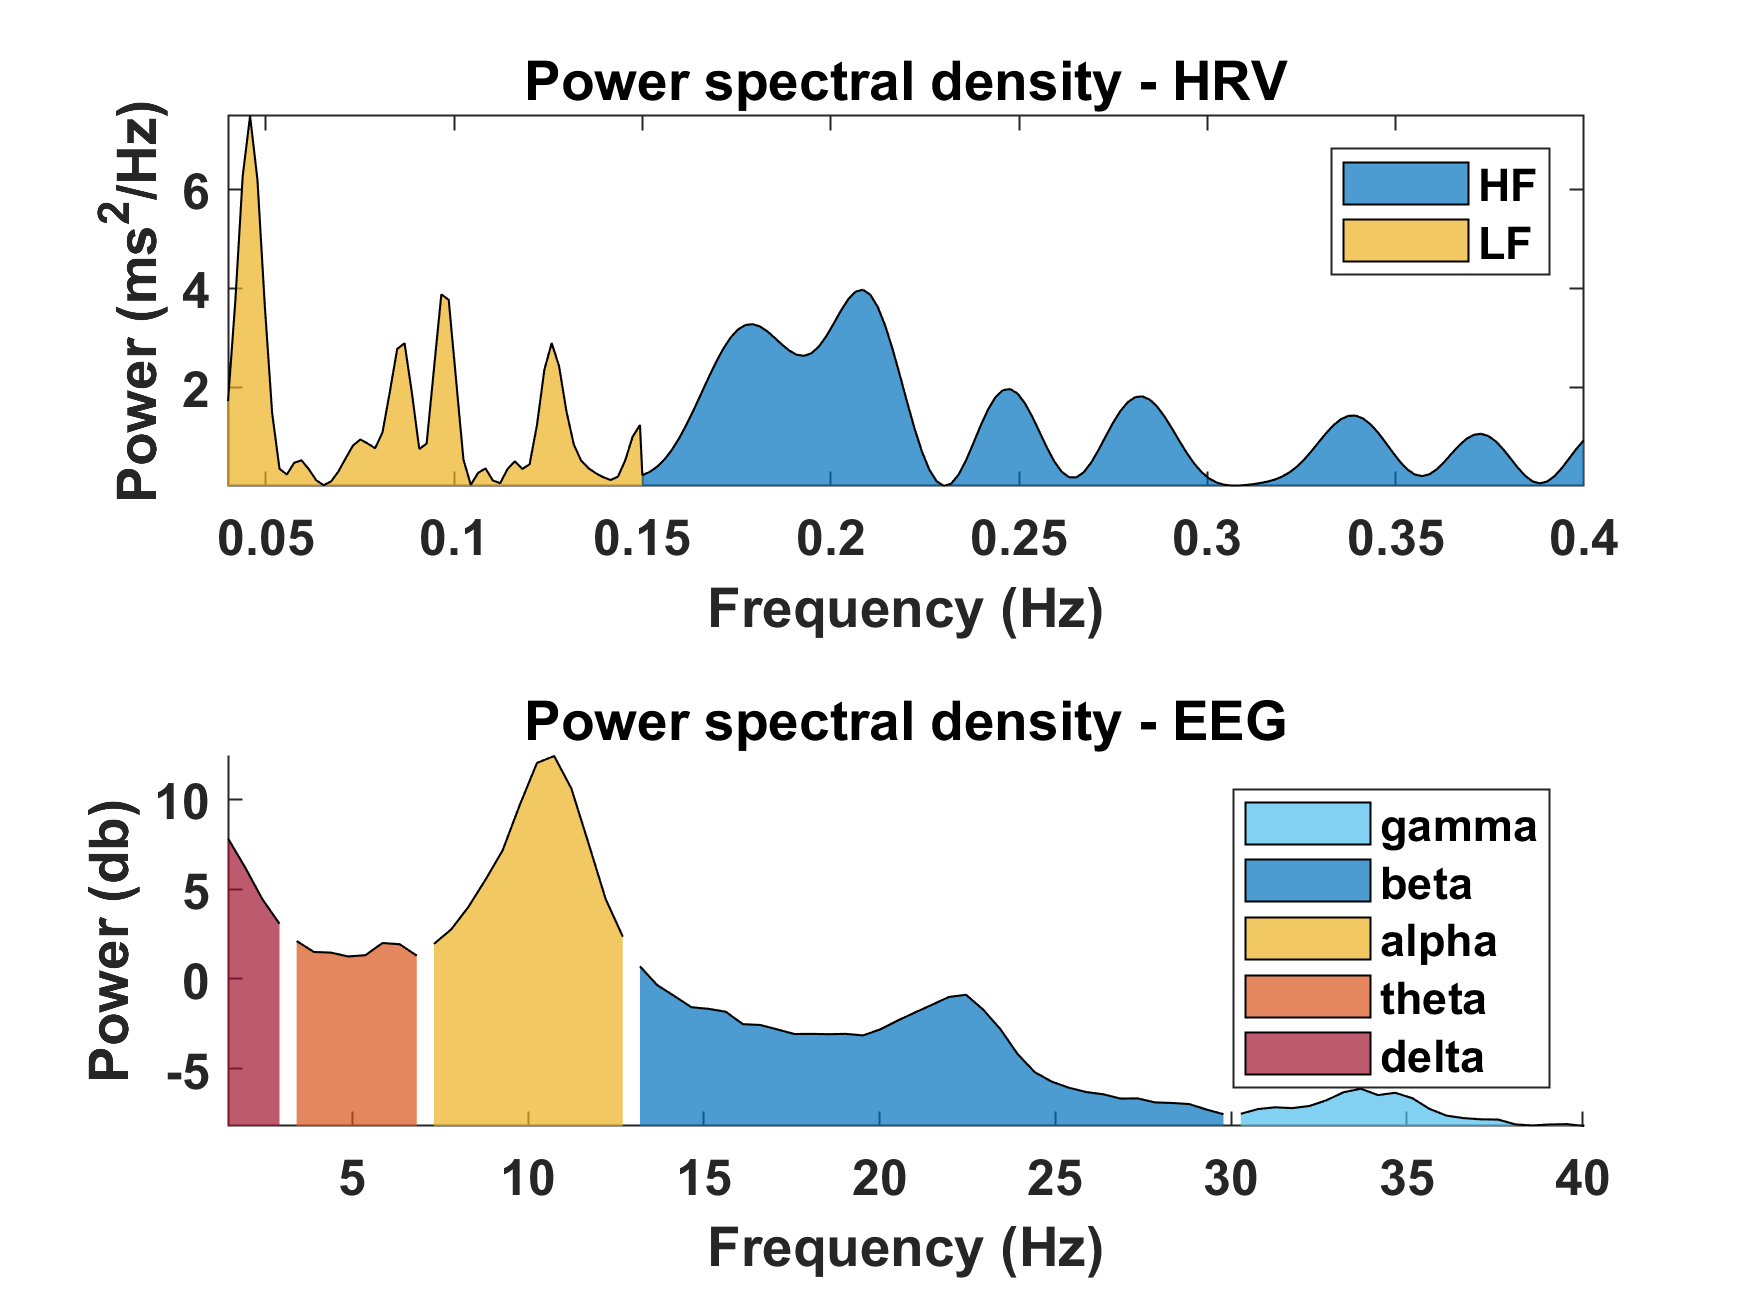 Power spectral density - HRV
Power (ms²/Hz)
6
4
2
HF
LF
0.05 0.1 0.15 0.2 0.25 0.3 0.35 0.4
Frequency (Hz)
Power spectral density - EEG
Power (db)
10
5
0
-5
gamma
beta
alpha
theta
delta
5 10 15 20 25 30 35 40
Frequency (Hz)